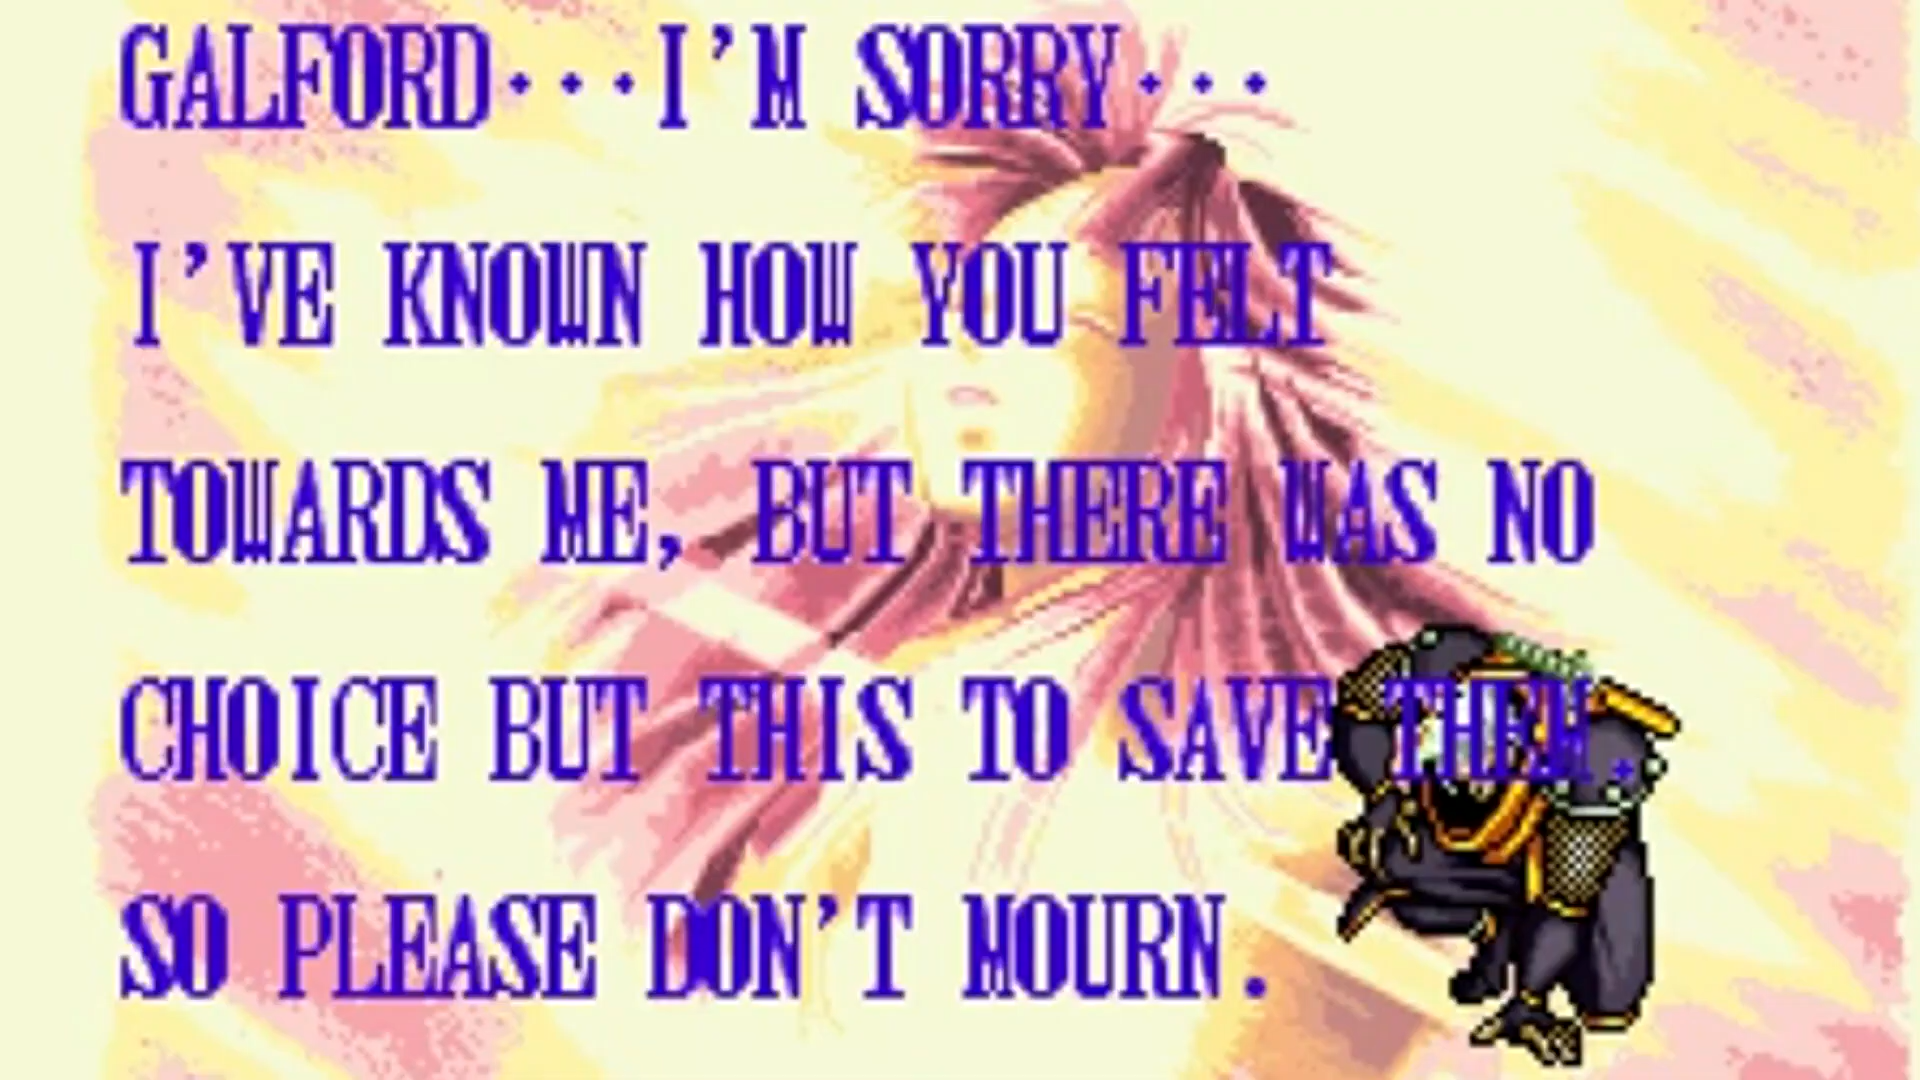 GALFORD···I'M SORRY···
I'VE KNOWN HOW YOU FELT
TOWARDS ME, BUT THERE WAS NO
CHOICE BUT THIS TO SAVE THEM.
SO PLEASE DON'T MOURN.